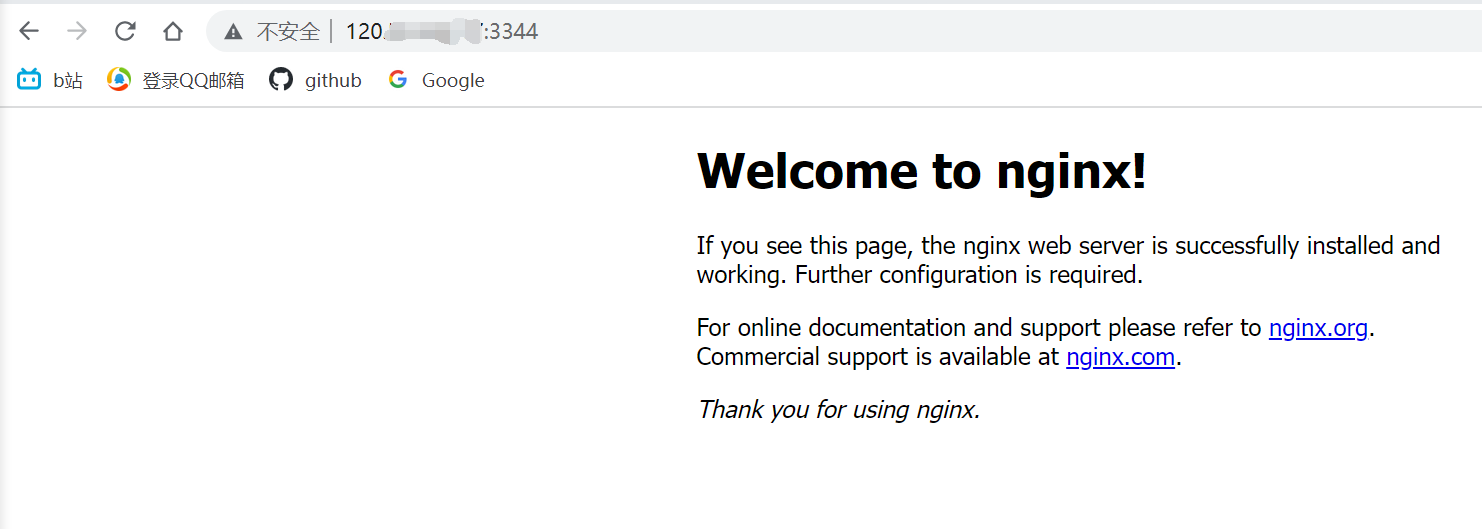 不安全 120. :3344
b站 登录QQ邮箱 github Google
Welcome to nginx!
If you see this page, the nginx web server is successfully installed and
working. Further configuration is required.
For online documentation and support please refer to nginx.org.
Commercial support is available at nginx.com.
Thank you for using nginx.